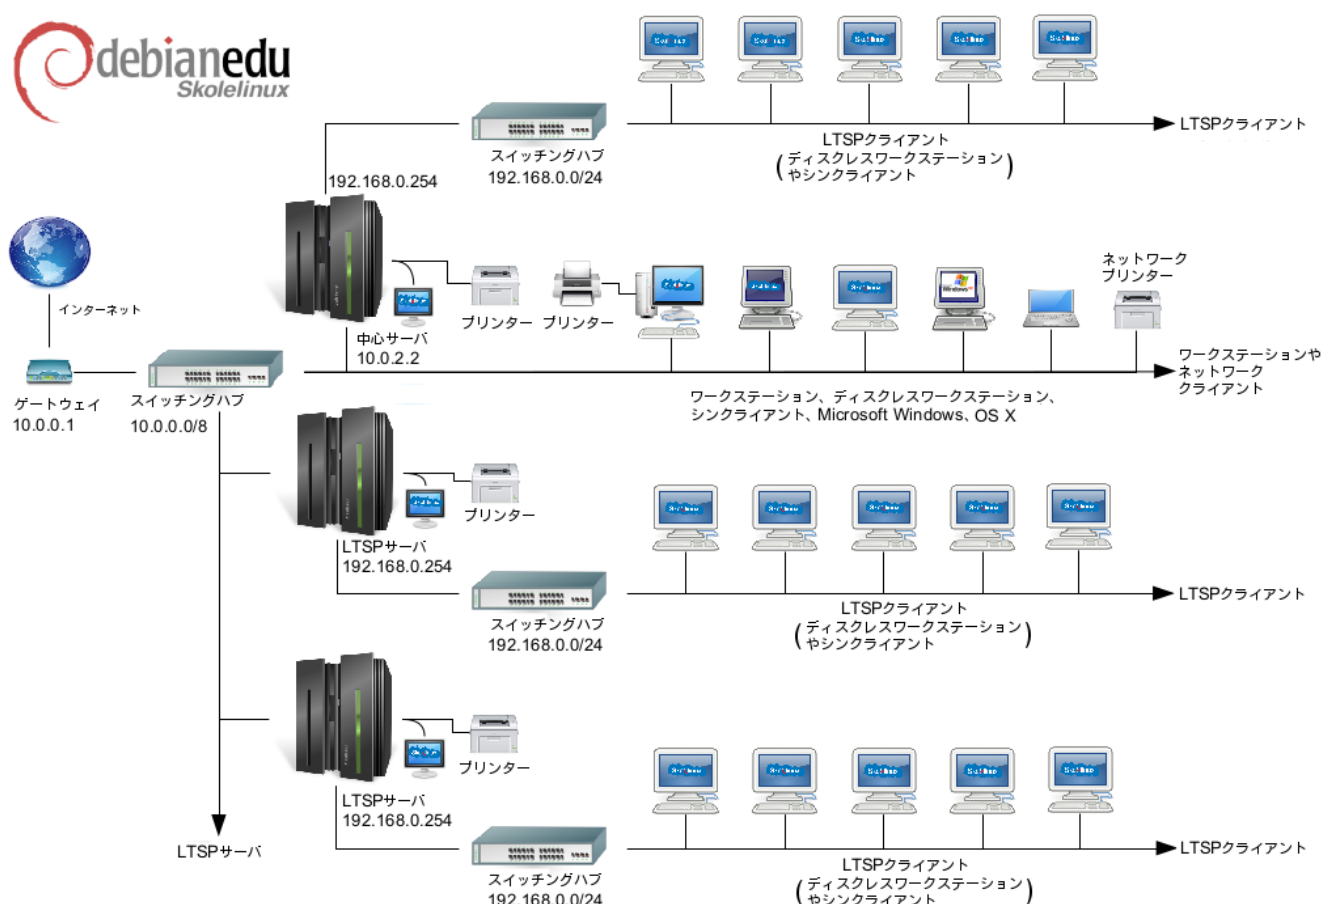 debianedu
Skolelinux
LTSPクライアント
LTSPクライアント
(ディスクレスワークステーション
やシンクライアント)
スイッチングハブ
192.168.0.0/24
192.168.0.254
インターネット
中心サーバ
10.0.2.2
プリンター
プリンター
Windows
ネットワーク
プリンター
ワークステーションや
ネットワーク
クライアント
ゲートウェイ
10.0.0.1
スイッチングハブ
10.0.0.0/8
ワークステーション、ディスクレスワークステーション、
シンクライアント、Microsoft Windows、OS X
プリンター
LTSPサーバ
192.168.0.254
スイッチングハブ
192.168.0.0/24
LTSPクライアント
(ディスクレスワークステーション
やシンクライアント)
LTSPクライアント
プリンター
LTSPサーバ
192.168.0.254
LTSPサーバ
スイッチングハブ
192.168.0.0/24
LTSPクライアント
(ディスクレスワークステーション
やシンクライアント)
LTSPクライアント